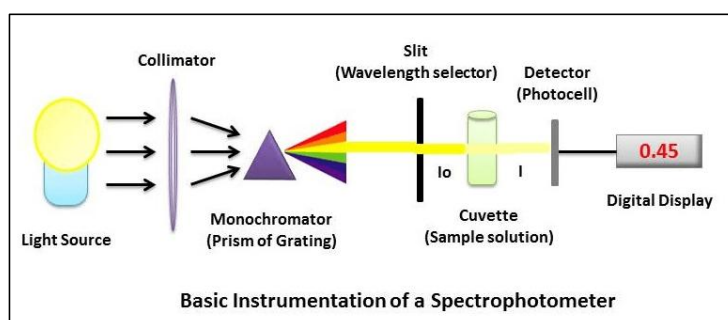 Collimator
Slit
(Wavelength selector)
Detector
(Photocell)
0.45
Io
I
Light Source
Monochromator
(Prism of Grating)
Cuvette
(Sample solution)
Digital Display
Basic Instrumentation of a Spectrophotometer